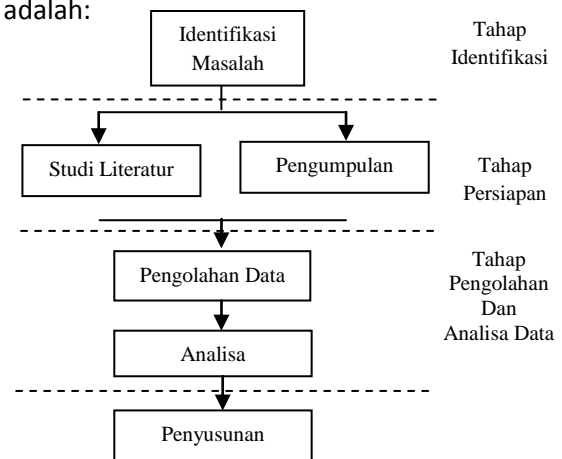 adalah:
Identifikasi
Masalah
Tahap
Identifikasi
Studi Literatur
Pengumpulan
Tahap
Persiapan
Pengolahan Data
Tahap
Pengolahan
Dan
Analisa Data
Analisa
Penyusunan